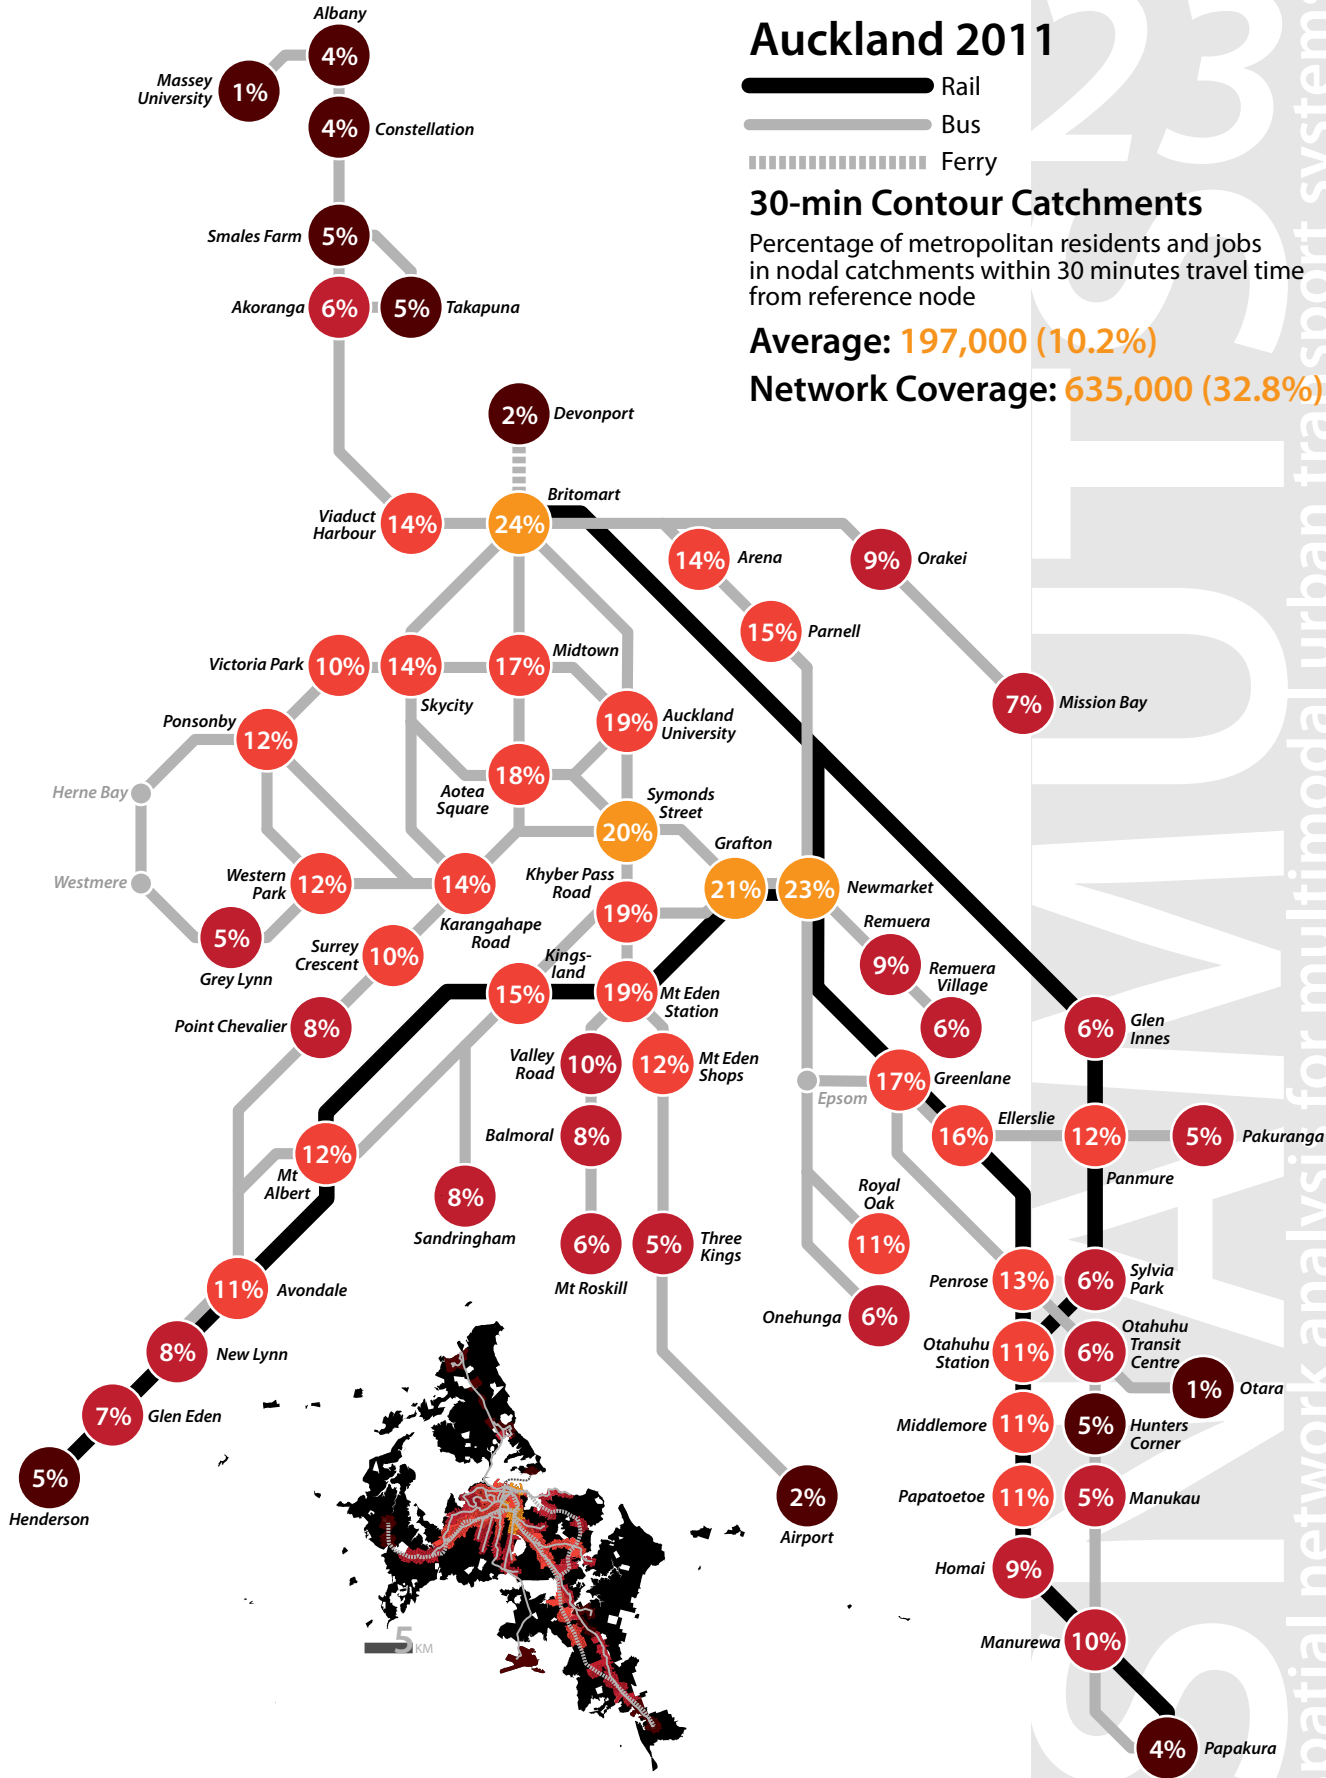 Auckland 2011
Rail
Bus
Ferry
30-min Contour Catchments
Percentage of metropolitan residents and jobs
in nodal catchments within 30 minutes travel time
from reference node
Average: 197,000 (10.2%)
Network Coverage: 635,000 (32.8%)
23
SNAMUTS
spatial network analysis for multimodal urban transport systems
Albany
4%
Massey
University
1%
4%
Constellation
Smales Farm
5%
Akoranga
6%
5%
Takapuna
2%
Devonport
Britomart
Viaduct
Harbour
14%
24%
14%
Arena
9%
Orakei
15%
Parnell
Victoria Park
10%
14%
Skycity
17%
Midtown
7%
Mission Bay
Ponsonby
12%
19%
Auckland
University
Herne Bay
18%
Aotea
Square
Symonds
Street
20%
Grafton
Westmere
Western
Park
12%
14%
Karangahape
Road
Khyber Pass
Road
19%
21%
23%
Newmarket
5%
Grey Lynn
Surrey
Crescent
10%
Kings-
land
15%
19%
Mt Eden
Station
Remuera
9%
Remuera
Village
6%
Point Chevalier
8%
6%
Glen
Innes
Valley
Road
10%
12%
Mt Eden
Shops
Epsom
17%
Greenlane
Ellerslie
16%
12%
Panmure
5%
Pakuranga
12%
Mt
Albert
Balmoral
8%
8%
Sandringham
Royal
Oak
11%
6%
Mt Roskill
5%
Three
Kings
11%
Avondale
Onehunga
6%
Penrose
13%
6%
Sylvia
Park
8%
New Lynn
Otahuhu
Station
11%
6%
Otahuhu
Transit
Centre
1%
Otara
7%
Glen Eden
Middlemore
11%
5%
Hunters
Corner
5%
Henderson
2%
Airport
Papatoetoe
11%
5%
Manukau
Homai
9%
Manurewa
10%
5
KM
4%
Papakura